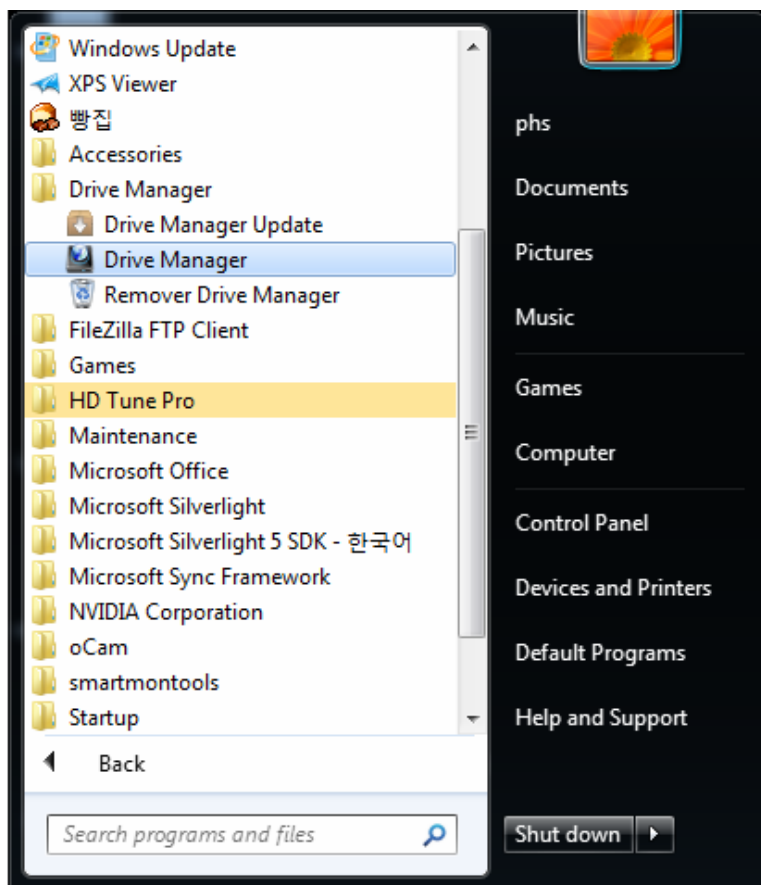 Windows Update
XPS Viewer
빵집
Accessories
Drive Manager
Drive Manager Update
Drive Manager
Remover Drive Manager
FileZilla FTP Client
Games
HD Tune Pro
Maintenance
Microsoft Office
Microsoft Silverlight
Microsoft Silverlight 5 SDK - 한국어
Microsoft Sync Framework
NVIDIA Corporation
oCam
smartmontools
Startup
Back
Search programs and files
phs
Documents
Pictures
Music
Games
Computer
Control Panel
Devices and Printers
Default Programs
Help and Support
Shut down